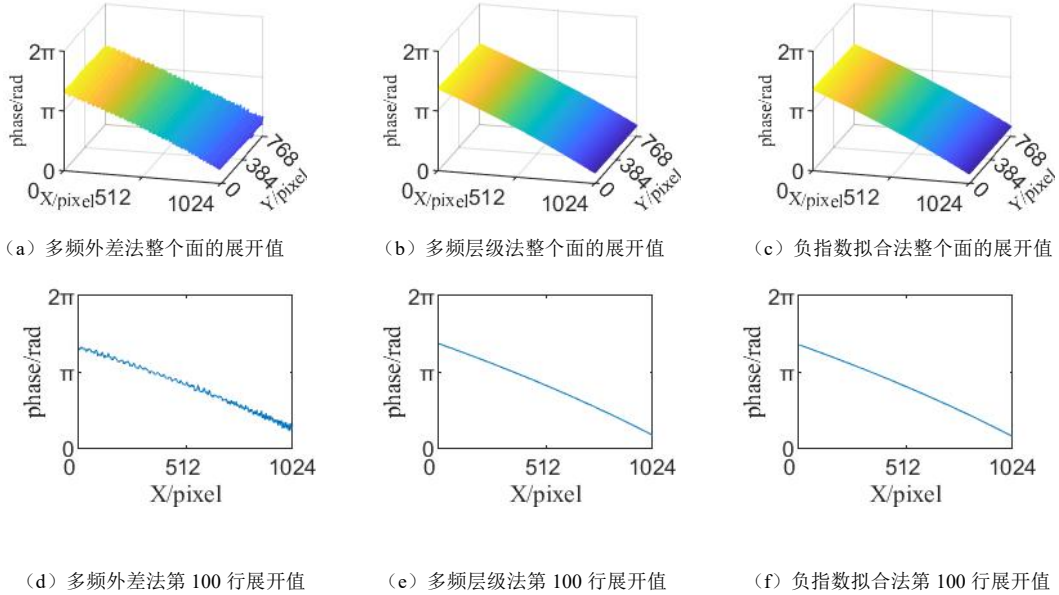 2π
π
0
phase/rad
0
X/pixel
512
1024
0
384
768
Y/pixel
2π
π
0
phase/rad
0
X/pixel
512
1024
0
384
768
Y/pixel
2π
π
0
phase/rad
0
X/pixel
512
1024
0
384
768
Y/pixel
（a）多频外差法整个面的展开值
（b）多频层级法整个面的展开值
（c）负指数拟合法整个面的展开值
2π
π
0
phase/rad
0
512
1024
X/pixel
2π
π
0
phase/rad
0
512
1024
X/pixel
2π
π
0
phase/rad
0
512
1024
X/pixel
（d）多频外差法第 100 行展开值
（e）多频层级法第 100 行展开值
（f）负指数拟合法第 100 行展开值